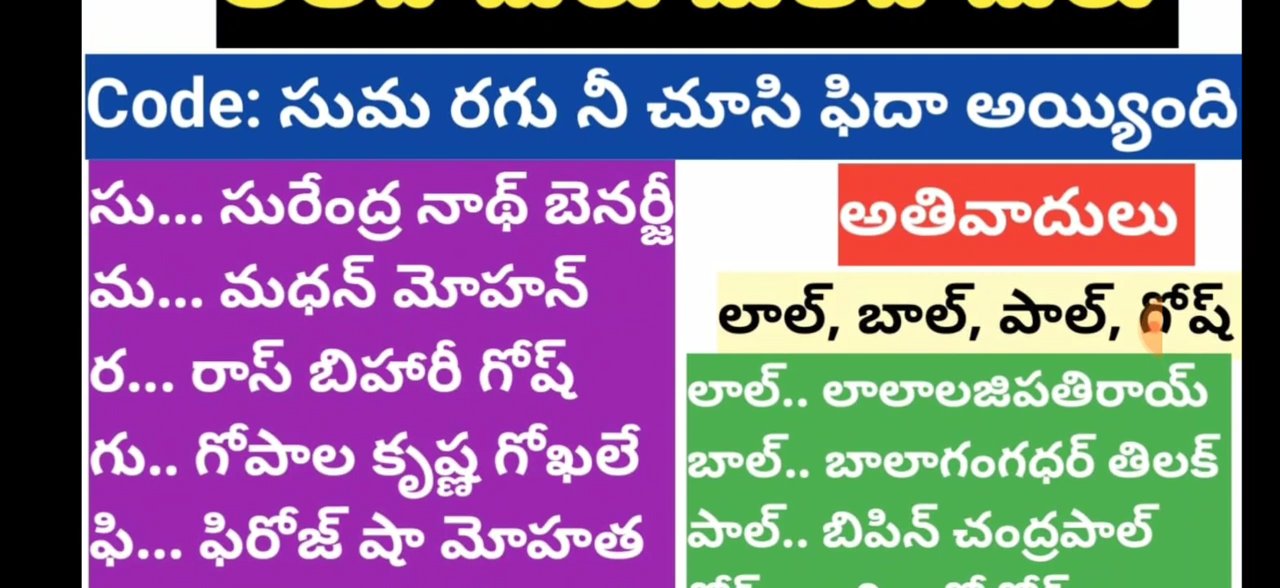 Code: సుమ రగు నీ చూసి ఫిదా అయ్యింది
సు... సురేంద్ర నాథ్ బెనర్జీ
మ... మధన్ మోహన్
ర... రాస్ బిహారీ గోష్
గు.. గోపాల కృష్ణ గోఖలే
ఫి... ఫిరోజ్ షా మోహత
అతివాదులు
లాల్, బాల్, పాల్, గోష్
లాల్.. లాలాలజిపతిరాయ్
బాల్.. బాలాగంగధర్ తిలక్
పాల్.. బిపిన్ చంద్రపాల్